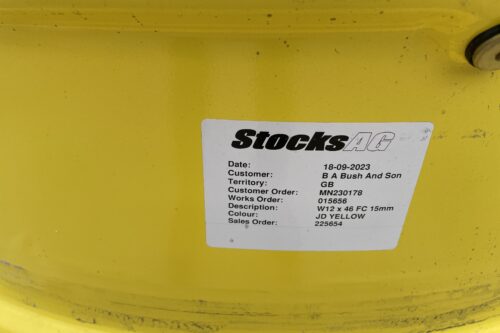 StocksAG
Date: 18-09-2023
Customer: B A Bush And Son
Territory: GB
Customer Order: MN230178
Works Order: 015656
Description: W12 x 46 FC 15mm
Colour: JD YELLOW
Sales Order: 225654